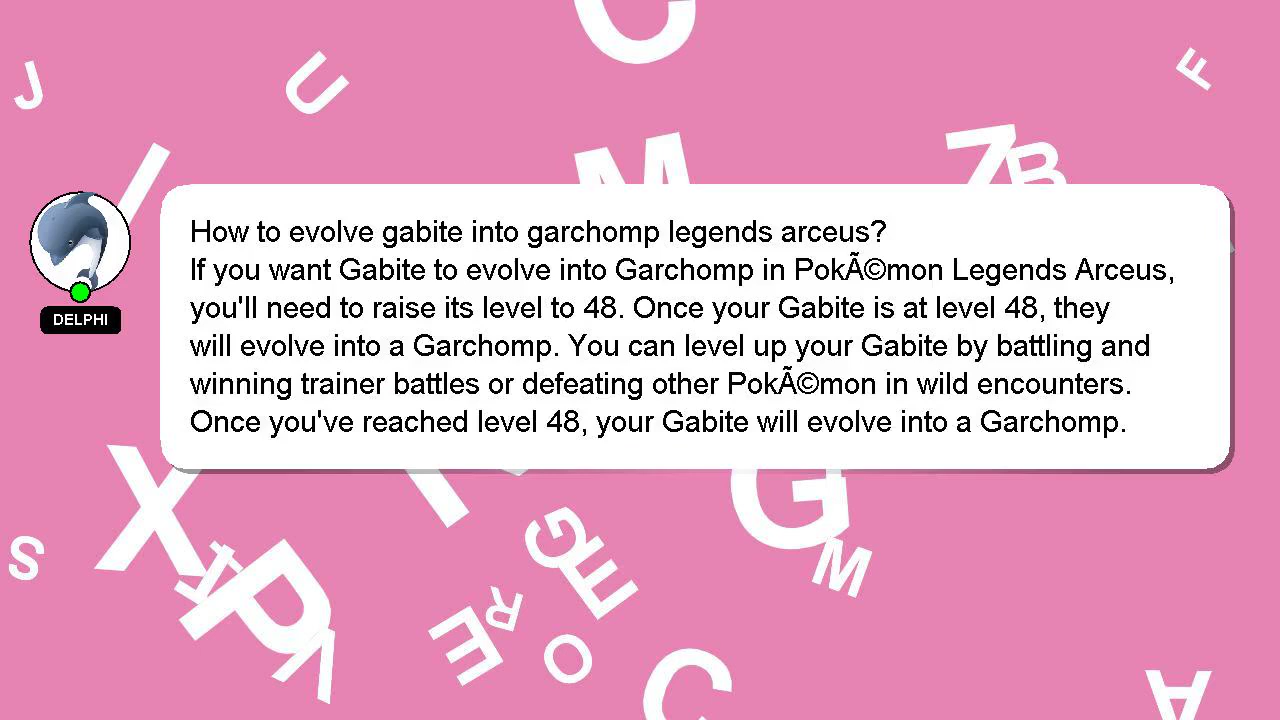 C
J
U
F
I
M
Z
B
How to evolve gabite into garchomp legends arceus?
If you want Gabite to evolve into Garchomp in PokÃ©mon Legends Arceus,
you'll need to raise its level to 48. Once your Gabite is at level 48, they
will evolve into a Garchomp. You can level up your Gabite by battling and
winning trainer battles or defeating other PokÃ©mon in wild encounters.
Once you've reached level 48, your Gabite will evolve into a Garchomp.
DELPHI
X
G
G
E
S
M
P
R
E
O
V
C
A